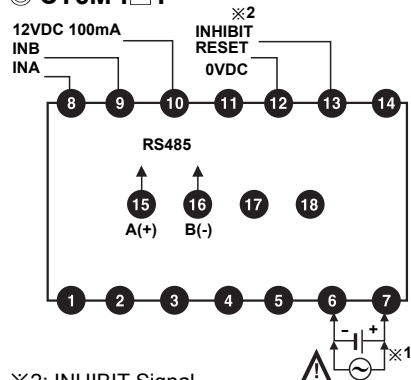 ※2
12VDC 100mA
INHIBIT
INB
RESET
INA
0VDC
8 9 10 11 12 13 14
RS485
15 16 17 18
A(+) B(-)
1 2 3 4 5 6 7
- +
※1
!
※2: INHIBIT Signal